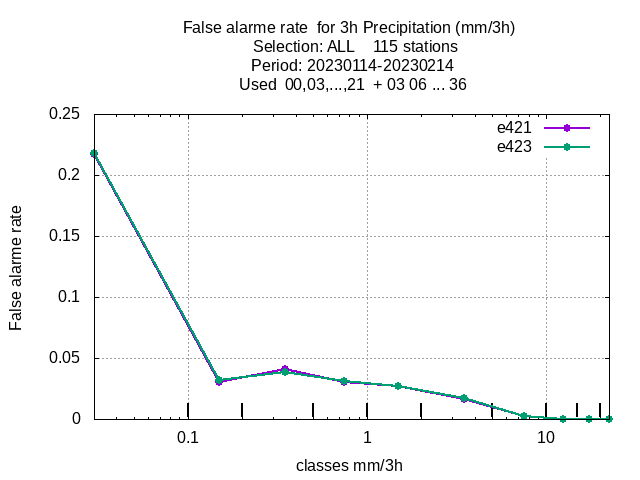 False alarme rate  for 3h Precipitation (mm/3h)
Selection: ALL    115 stations
Period: 20230114-20230214
Used  00,03,...,21  + 03 06 ... 36
e421
e423
0.25
0.2
0.15
0.1
0.05
0
False alarme rate
0.1
1
10
classes mm/3h